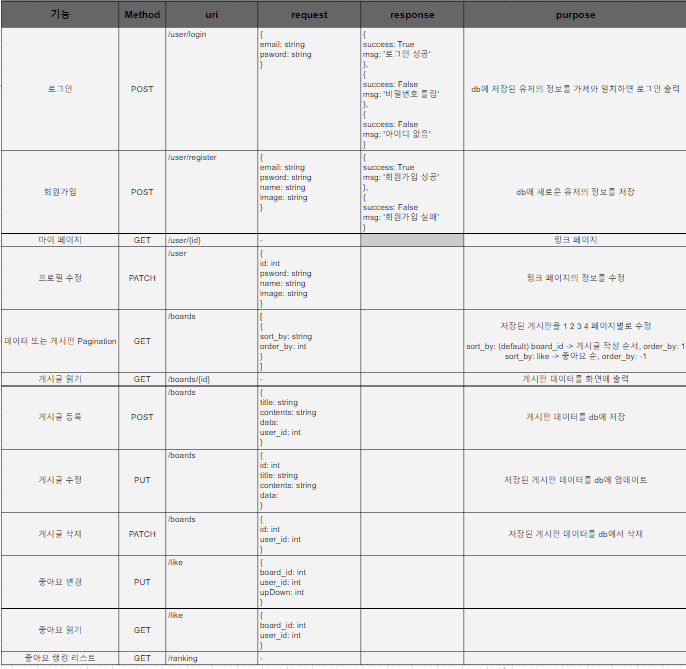 기능 Method uri request response purpose
로그인 POST /user/login
{
email: string
psword: string
}
{
success: True
msg: '로그인 성공'
},
{
success: False
msg: '비밀번호 틀림'
},
{
success: False
msg: '아이디 없음'
}
db에 저장된 유저의 정보를 가져와 일치하면 로그인 출력
회원가입 POST /user/register
{
email: string
psword: string
name: string
image: string
}
{
success: True
msg: '회원가입 성공'
},
{
success: False
msg: '회원가입 실패'
}
db에 새로운 유저의 정보를 저장
마이 페이지 GET /user/{id} - 링크 페이지
프로필 수정 PATCH /user
{
id: int
psword: string
name: string
image: string
}
링크 페이지의 정보를 수정
데이터 또는 게시판 Pagination GET /boards
[
{
sort_by: string
order_by: int
}
]
저장된 게시판을 1 2 3 4 페이지별로 수정
sort_by: (default) board_id -> 게시글 작성 순서, order_by: 1
sort_by: like -> 좋아요 순, order_by: -1
게시글 읽기 GET /boards/{id} - 게시판 데이터를 화면에 출력
게시글 등록 POST /boards
{
title: string
contents: string
data:
user_id: int
}
게시판 데이터를 db에 저장
게시글 수정 PUT /boards
{
id: int
title: string
contents: string
data:
}
저장된 게시판 데이터를 db에 업데이트
게시글 삭제 PATCH /boards
{
id: int
user_id: int
}
저장된 게시판 데이터를 db에서 삭제
좋아요 변경 PUT /like
{
board_id: int
user_id: int
upDown: int
}
좋아요 읽기 GET /like
{
board_id: int
user_id: int
}
좋아요 랭킹 리스트 GET /ranking -